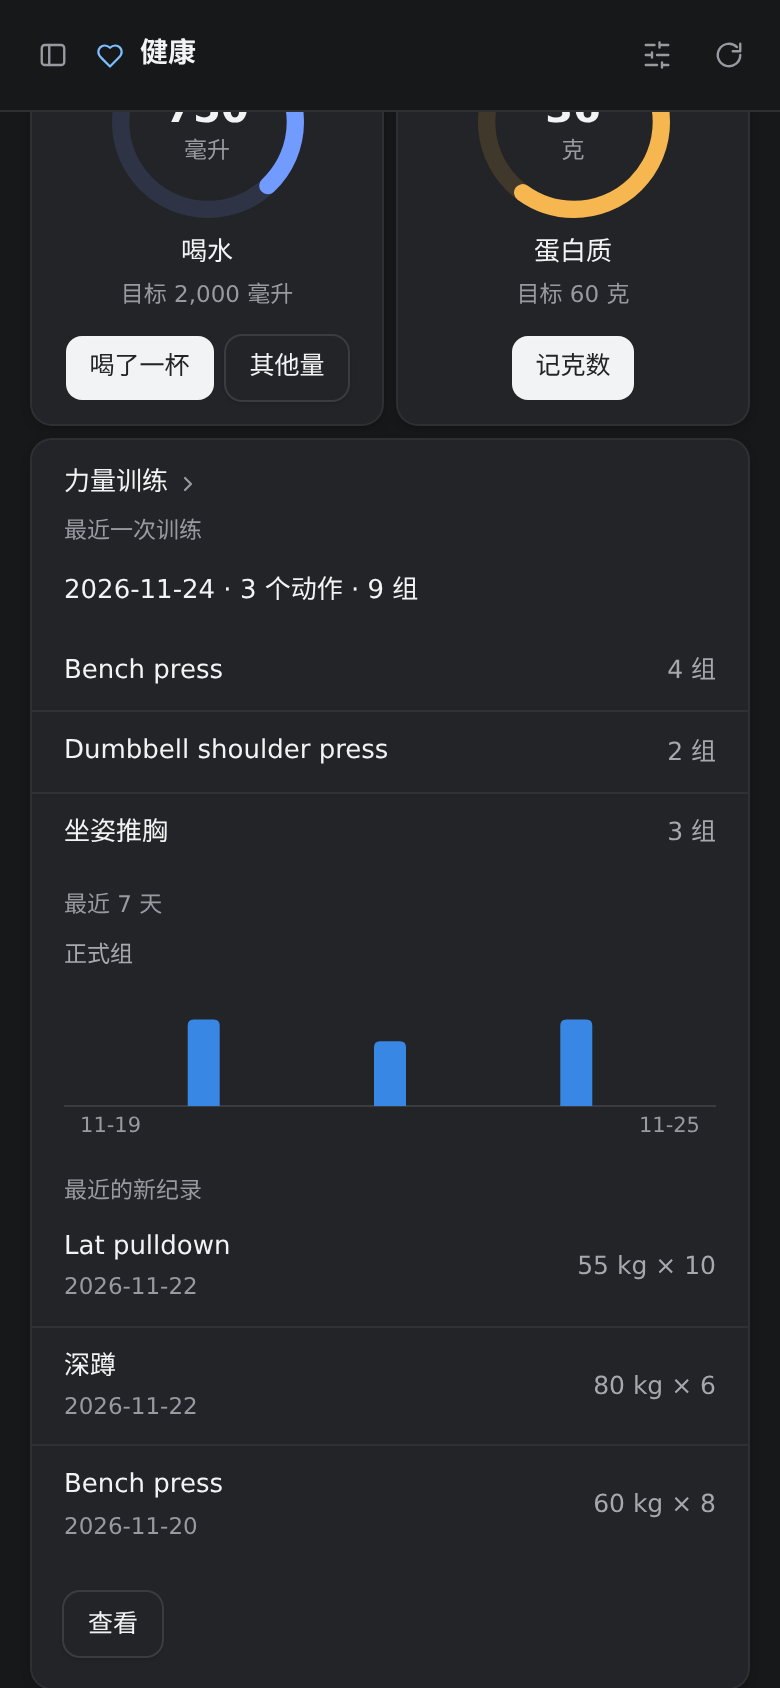 健康
毫升
克
喝水
蛋白质
目标 2,000 毫升
目标 60 克
喝了一杯
其他量
记克数
力量训练
最近一次训练
2026-11-24 · 3 个动作 · 9 组
Bench press
4 组
Dumbbell shoulder press
2 组
坐姿推胸
3 组
最近 7 天
正式组
11-19
11-25
最近的新纪录
Lat pulldown
55 kg × 10
2026-11-22
深蹲
80 kg × 6
2026-11-22
Bench press
60 kg × 8
2026-11-20
查看